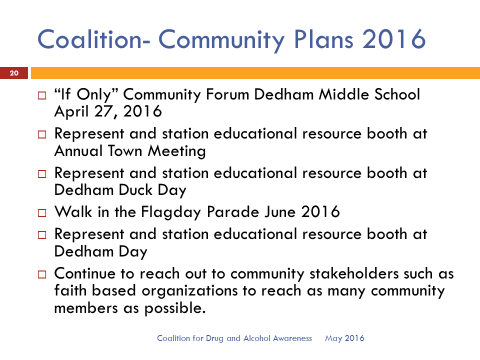 Coalition- Community Plans 2016
20
“If Only” Community Forum Dedham Middle School
April 27, 2016
Represent and station educational resource booth at
Annual Town Meeting
Represent and station educational resource booth at
Dedham Duck Day
Walk in the Flagday Parade June 2016
Represent and station educational resource booth at
Dedham Day
Continue to reach out to community stakeholders such as
faith based organizations to reach as many community
members as possible.
Coalition for Drug and Alcohol Awareness May 2016